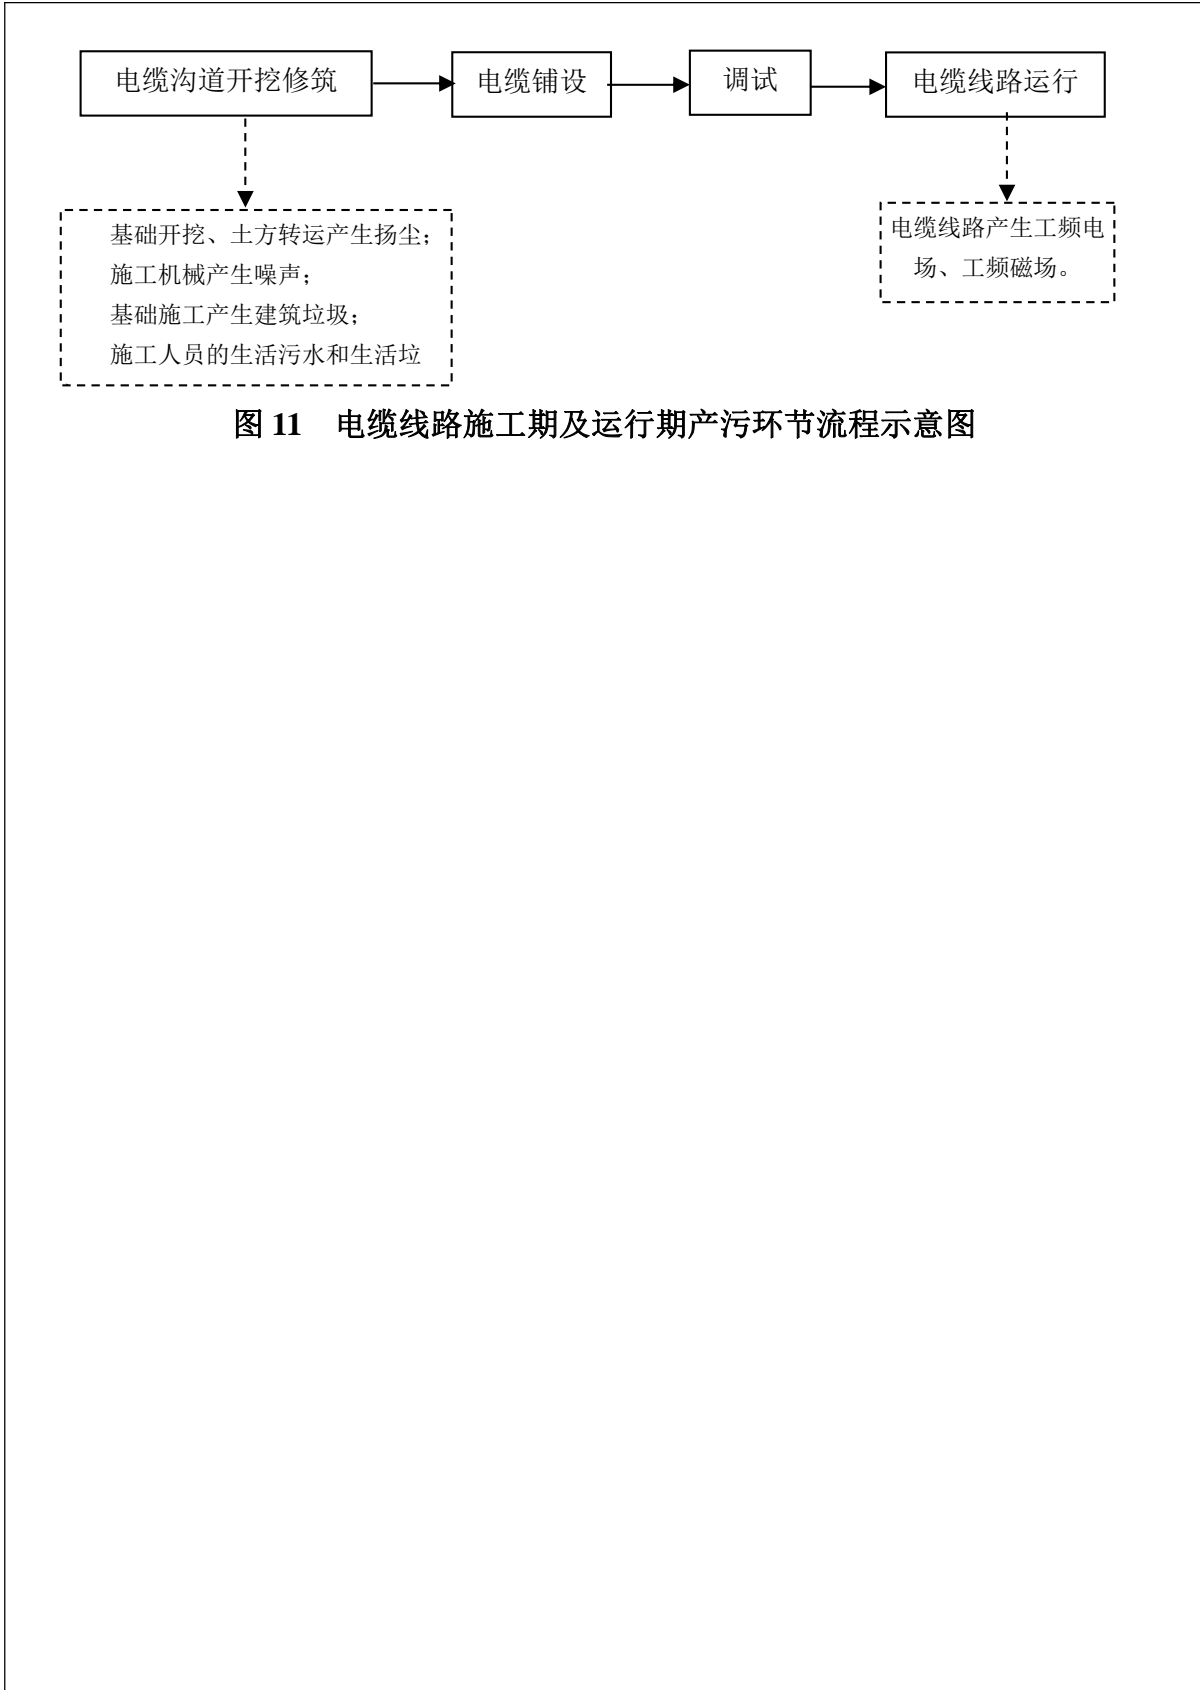 电缆沟道开挖修筑
电缆铺设
调试
电缆线路运行
基础开挖、土方转运产生扬尘；
施工机械产生噪声；
基础施工产生建筑垃圾；
施工人员的生活污水和生活垃
电缆线路产生工频电
场、工频磁场。
图 11 电缆线路施工期及运行期产污环节流程示意图